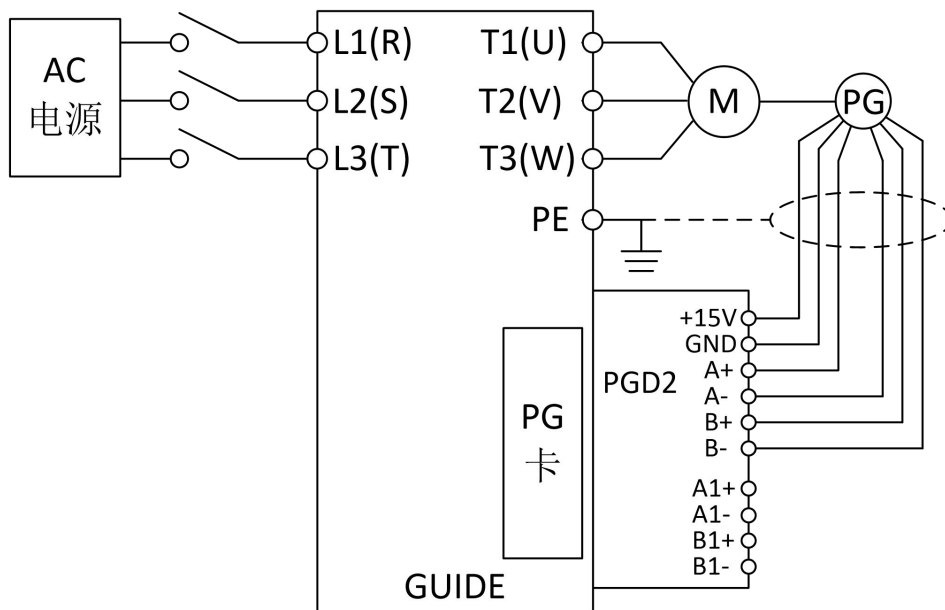 AC
电源
L1(R)
L2(S)
L3(T)
T1(U)
T2(V)
T3(W)
PE
M
PG
+15V
GND
A+
A-
B+
B-
A1+
A1-
B1+
B1-
PGD2
PG
卡
GUIDE